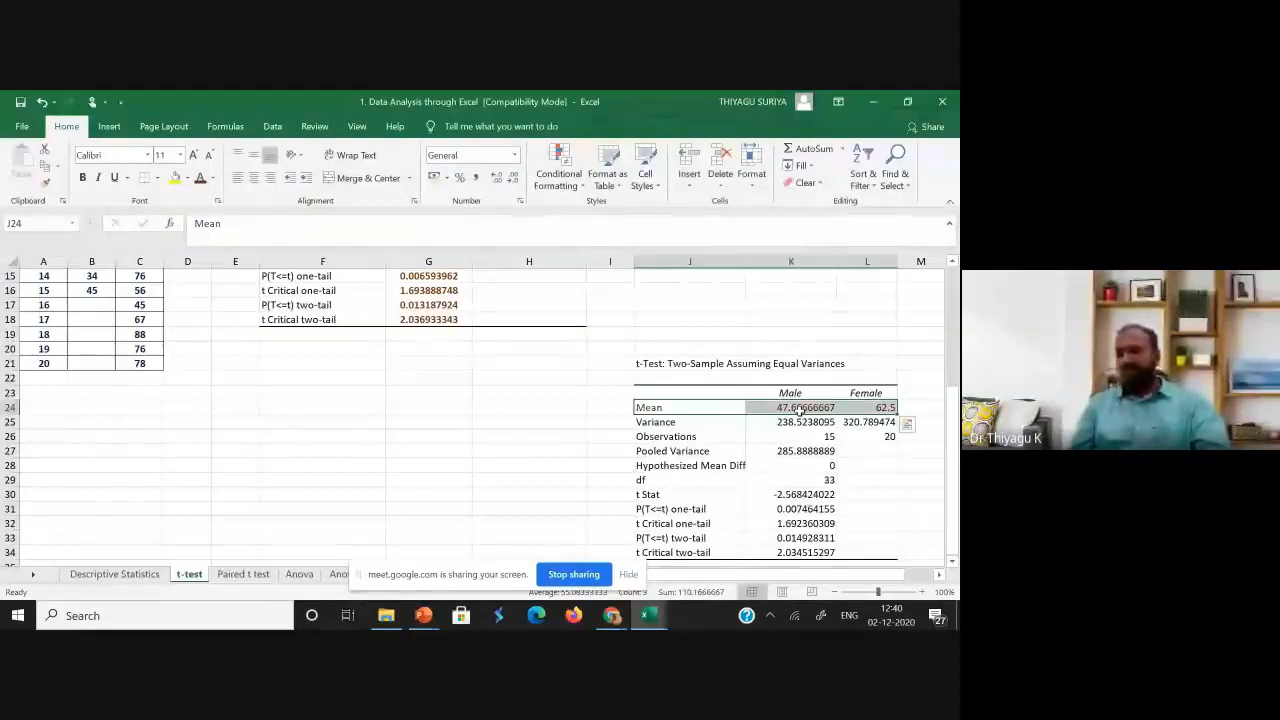 1. Data Analysis through Excel [Compatibility Mode] - Excel
THIYAGU SURIYA
File Home Insert Page Layout Formulas Data Review View Help Tell me what you want to do Share
Paste Calibri 11 A A Wrap Text General AutoSum
B I U A Merge & Center % Conditional Formatting Format as Table Cell Styles Insert Delete Format Fill Clear Sort & Filter Find & Select
Clipboard Font Alignment Number Styles Cells Editing
J24 fx Mean
A B C D E F G H I J K L M
15 14 34 76 P(T<=t) one-tail 0.006593962
16 15 45 56 t Critical one-tail 1.693888748
17 16 45 P(T<=t) two-tail 0.013187924
18 17 67 t Critical two-tail 2.036933343
19 18 88
20 19 76
21 20 78 t-Test: Two-Sample Assuming Equal Variances
22
23 Male Female
24 Mean 47.66666667 62.5
25 Variance 238.5238095 320.789474
26 Observations 15 20
27 Pooled Variance 285.8888889
28 Hypothesized Mean Diff 0
29 df 33
30 t Stat -2.568424022
31 P(T<=t) one-tail 0.007464155
32 t Critical one-tail 1.692360309
33 P(T<=t) two-tail 0.014928311
34 t Critical two-tail 2.034515297
Descriptive Statistics t-test Paired t test Anova
meet.google.com is sharing your screen. Stop sharing Hide
Ready Average: 55.08333333 Count: 3 Sum: 110.1666667 100%
Search
ENG 12:40
02-12-2020 27
Dr Thiyagu K